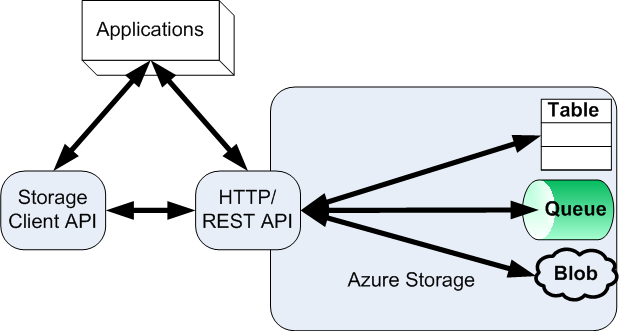 Applications
Table
Storage
Client API
HTTP/
REST API
Queue
Blob
Azure Storage